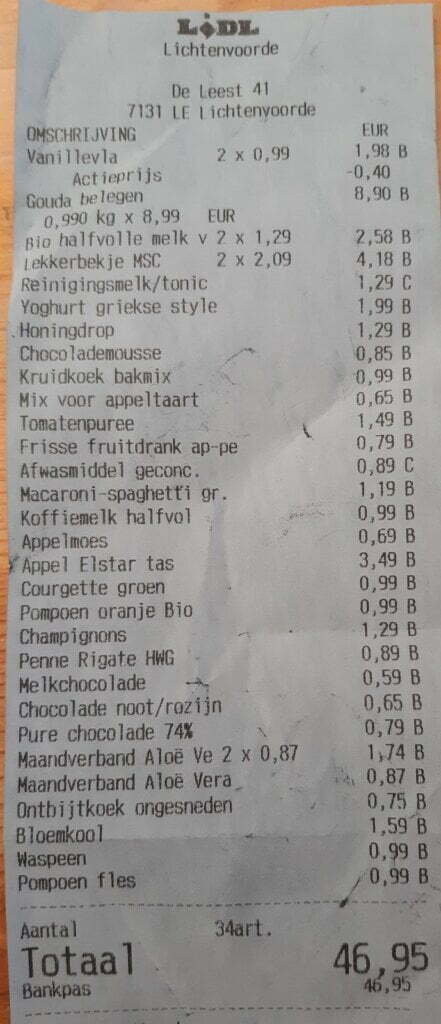 LIDL
Lichtenvoorde
De Leest 41
7131 LE Lichtenvoorde
OMSCHRIJVING EUR
Vanillevla 2 x 0,99 1,98 B
Actieprijs -0,40
Gouda belegen 8,90 B
0,990 kg x 8,99 EUR
Bio halfvolle melk v 2 x 1,29 2,58 B
Lekkerbekje MSC 2 x 2,09 4,18 B
Reinigingsmelk/tonic 1,29 C
Yoghurt griekse style 1,99 B
Honingdrop 1,29 B
Chocolademousse 0,85 B
Kruidkoek bakmix 0,99 B
Mix voor appeltaart 0,65 B
Tomatenpuree 1,49 B
Frisse fruitdrank ap-pe 0,79 B
Afwasmiddel geconc. 0,89 C
Macaroni-spaghetti gr. 1,19 B
Koffiemelk halfvol 0,99 B
Appelmoes 0,69 B
Appel Elstar tas 3,49 B
Courgette groen 0,99 B
Pompoen oranje Bio 0,99 B
Champignons 1,29 B
Penne Rigate HWG 0,89 B
Melkchocolade 0,59 B
Chocolade noot/rozijn 0,65 B
Pure chocolade 74% 0,79 B
Maandverband Aloë Ve 2 x 0,87 1,74 B
Maandverband Aloë Vera 0,87 B
Ontbijtkoek ongesneden 0,75 B
Bloemkool 1,59 B
Waspeen 0,99 B
Pompoen fles 0,99 B
Aantal 34art.
Totaal 46,95
Bankpas 46,95